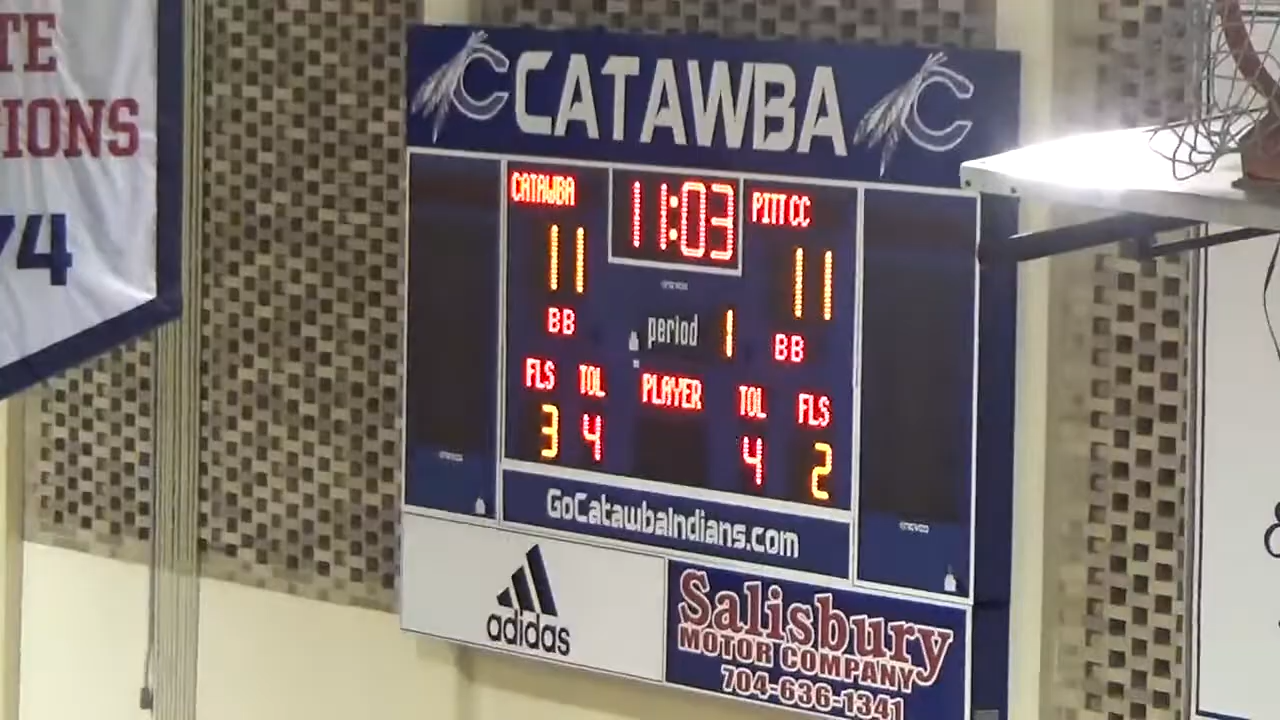 TE
IONS
74
CATAWBA
CATAWBA 11:03 PITT CC
11 11
BB period 1 BB
FLS TOL PLAYER TOL FLS
3 4 4 2
GoCatawbaIndians.com
adidas
Salisbury
MOTOR COMPANY
704-636-1341